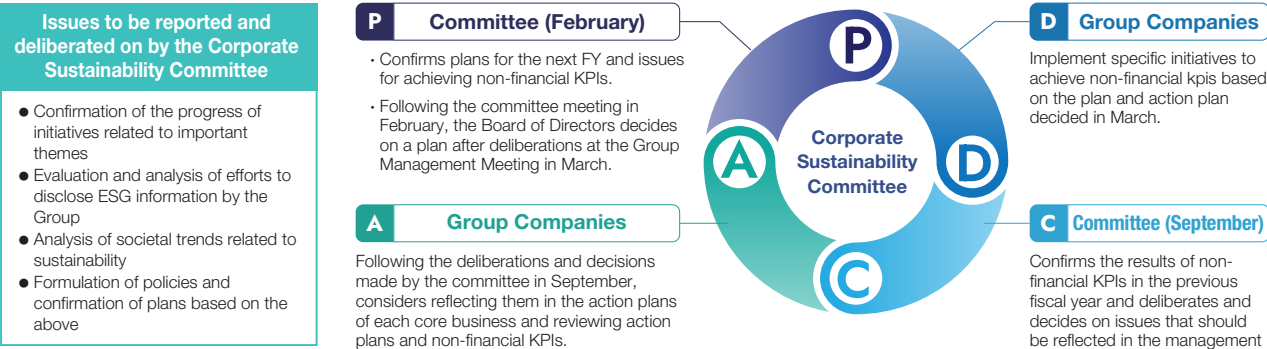 Issues to be reported and
deliberated on by the Corporate
Sustainability Committee
● Confirmation of the progress of
initiatives related to important
themes
● Evaluation and analysis of efforts to
disclose ESG information by the
Group
● Analysis of societal trends related to
sustainability
● Formulation of policies and
confirmation of plans based on the
above
P Committee (February)
・Confirms plans for the next FY and issues
for achieving non-financial KPIs.
・Following the committee meeting in
February, the Board of Directors decides
on a plan after deliberations at the Group
Management Meeting in March.
A Group Companies
Following the deliberations and decisions
made by the committee in September,
considers reflecting them in the action plans
of each core business and reviewing action
plans and non-financial KPIs.
P
A
D
C
Corporate
Sustainability
Committee
D Group Companies
Implement specific initiatives to
achieve non-financial kpis based
on the plan and action plan
decided in March.
C Committee (September)
Confirms the results of non-
financial KPIs in the previous
fiscal year and deliberates and
decides on issues that should
be reflected in the management